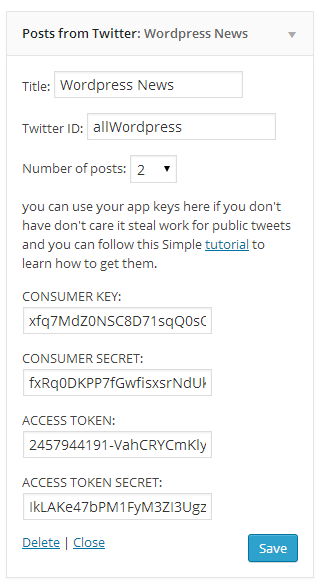 Posts from Twitter: Wordpress News
Title: Wordpress News
Twitter ID: allWordpress
Number of posts: 2
you can use your app keys here if you don't
have don't care it steal work for public tweets
and you can follow this Simple tutorial to
learn how to get them.
CONSUMER KEY:
xfq7MdZ0NSC8D71sqQ0sC
CONSUMER SECRET:
fxRq0DKPP7fGwfisxsrNdUk
ACCESS TOKEN:
2457944191-VahCRYCmKly
ACCESS TOKEN SECRET:
IkLAKe47bPM1FyM3ZI3Ugz
Delete | Close
Save